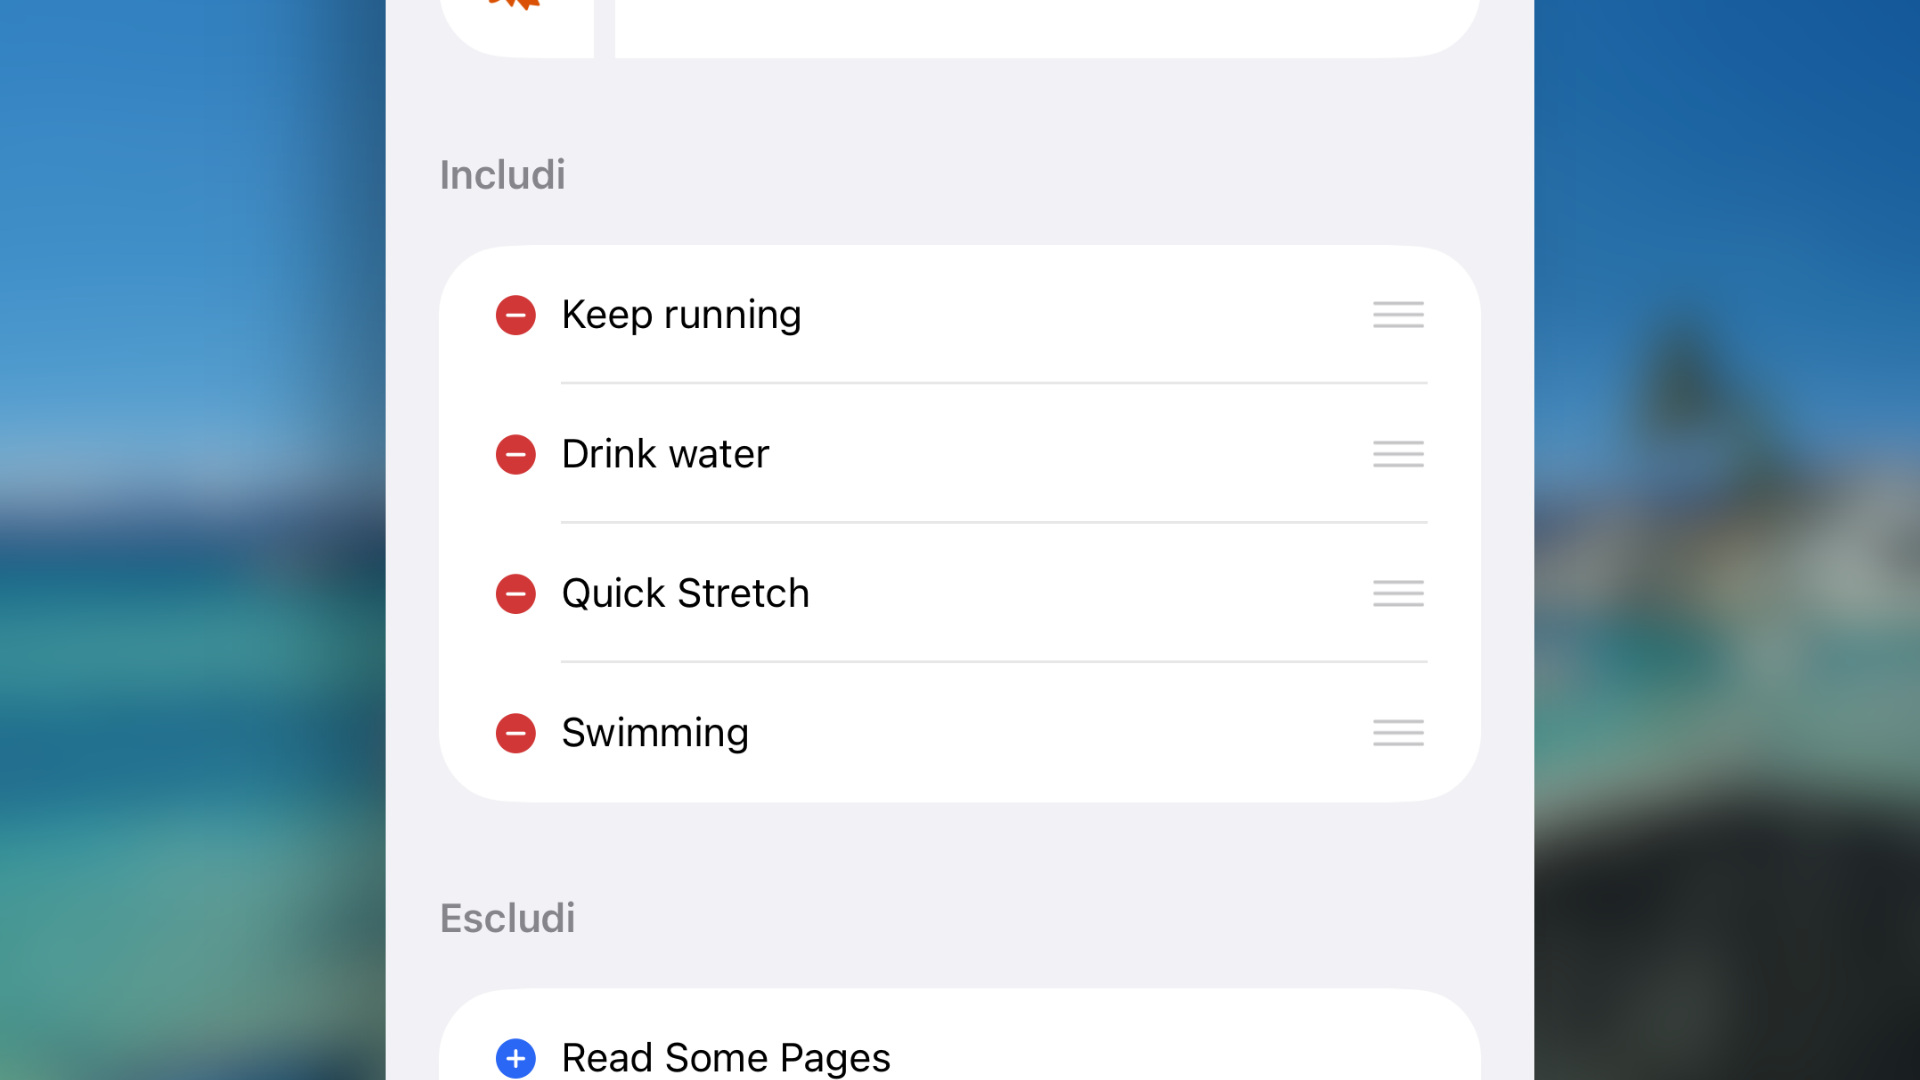 Includi
Keep running
Drink water
Quick Stretch
Swimming
Escludi
Read Some Pages